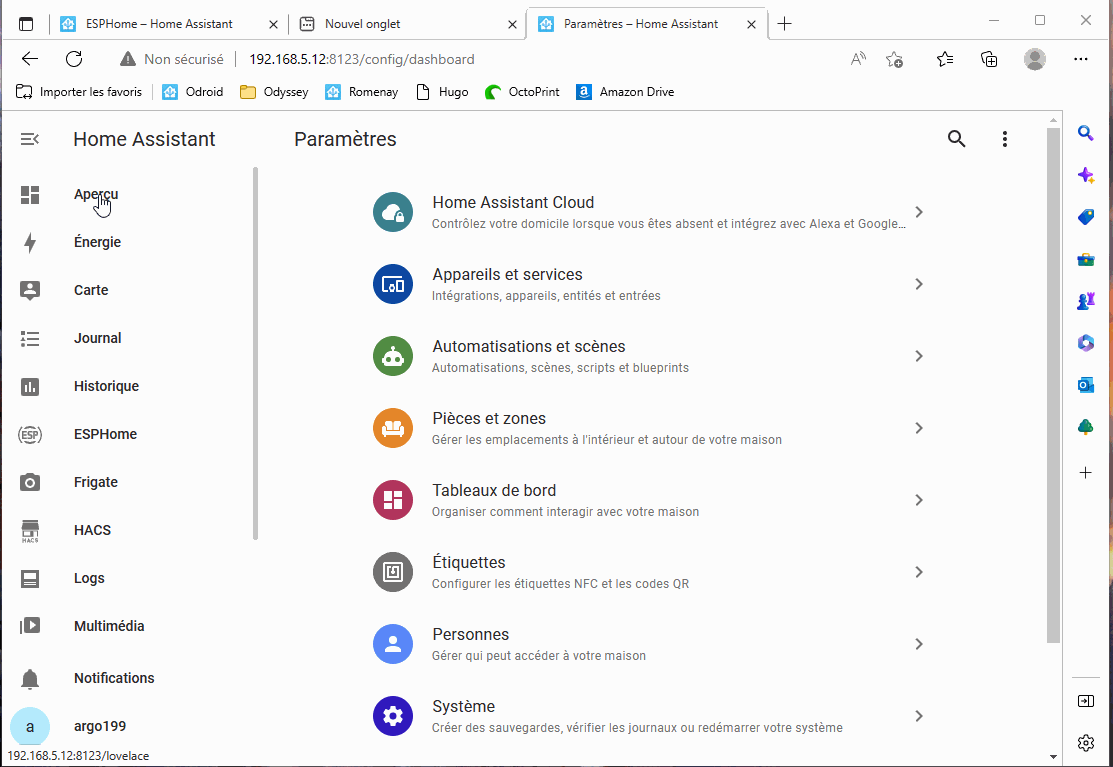 ESPHome – Home Assistant
Nouvel onglet
Paramètres – Home Assistant
Non sécurisé
192.168.5.12:8123/config/dashboard
Importer les favoris
Odroid
Odyssey
Romenay
Hugo
OctoPrint
Amazon Drive
Home Assistant
Paramètres
Aperçu
Énergie
Carte
Journal
Historique
ESPHome
Frigate
HACS
Logs
Multimédia
Notifications
a
argo199
192.168.5.12:8123/lovelace
Home Assistant Cloud
Contrôlez votre domicile lorsque vous êtes absent et intégrez avec Alexa et Google...
Appareils et services
Intégrations, appareils, entités et entrées
Automatisations et scènes
Automatisations, scènes, scripts et blueprints
Pièces et zones
Gérer les emplacements à l'intérieur et autour de votre maison
Tableaux de bord
Organiser comment interagir avec votre maison
Étiquettes
Configurer les étiquettes NFC et les codes QR
Personnes
Gérer qui peut accéder à votre maison
Système
Créer des sauvegardes, vérifier les journaux ou redémarrer votre système